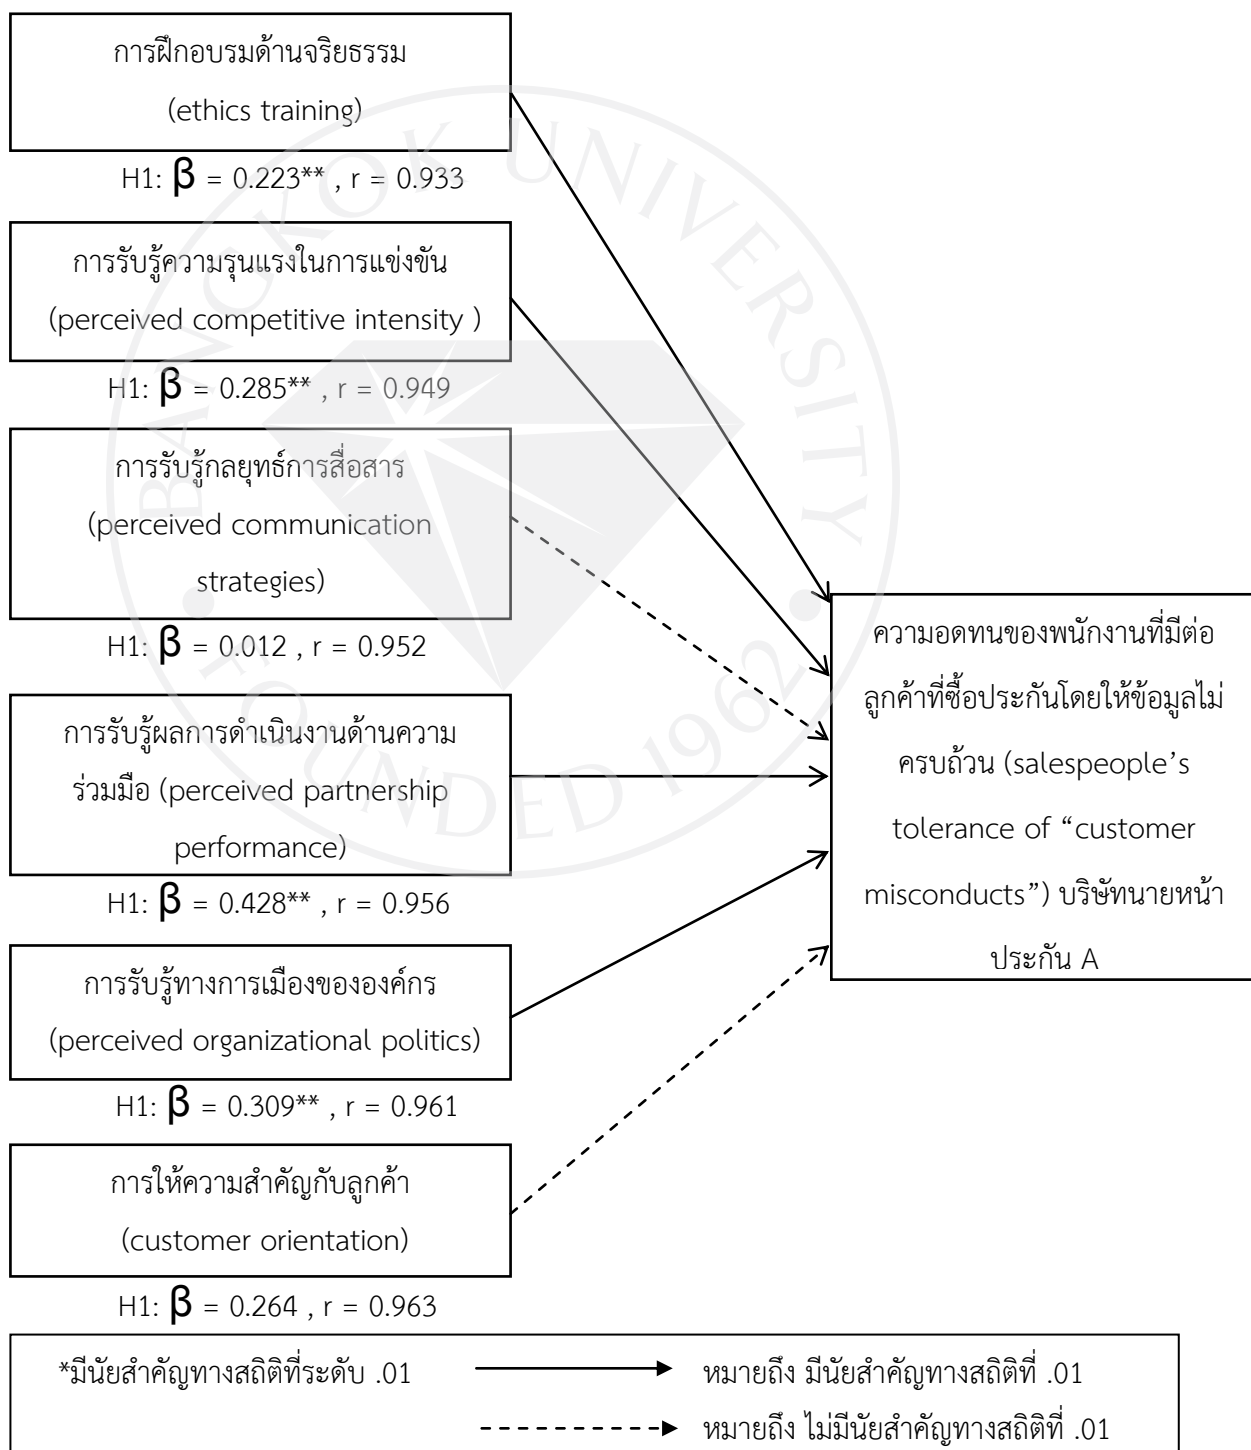 การฝึกอบรมด้านจริยธรรม
(ethics training)
H1: β = 0.223** , r = 0.933
การรับรู้ความรุนแรงในการแข่งขัน
(perceived competitive intensity )
H1: β = 0.285** , r = 0.949
การรับรู้กลยุทธ์การสื่อสาร
(perceived communication
strategies)
H1: β = 0.012 , r = 0.952
การรับรู้ผลการดำเนินงานด้านความ
ร่วมมือ (perceived partnership
performance)
H1: β = 0.428** , r = 0.956
การรับรู้ทางการเมืองขององค์กร
(perceived organizational politics)
H1: β = 0.309** , r = 0.961
การให้ความสำคัญกับลูกค้า
(customer orientation)
H1: β = 0.264 , r = 0.963
ความอดทนของพนักงานที่มีต่อ
ลูกค้าที่ซื้อประกันโดยให้ข้อมูลไม่
ครบถ้วน (salespeople’s
tolerance of “customer
misconducts”) บริษัทนายหน้า
ประกัน A
*มีนัยสำคัญทางสถิติที่ระดับ .01
หมายถึง มีนัยสำคัญทางสถิติที่ .01
หมายถึง ไม่มีนัยสำคัญทางสถิติที่ .01
BANGKOK UNIVERSITY
FOUNDED 1962